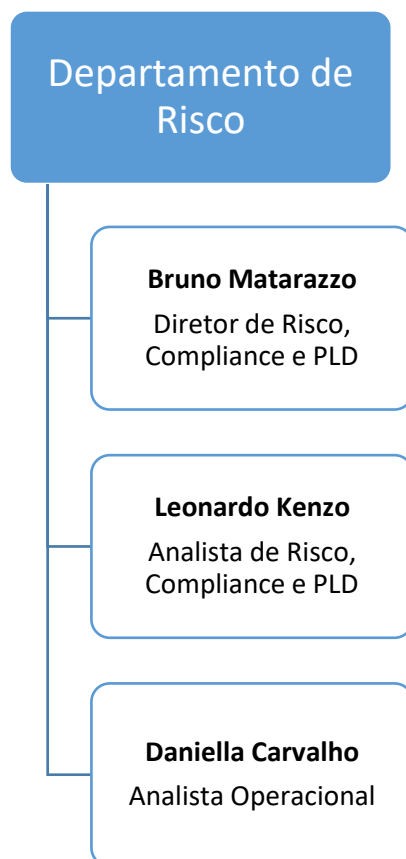 Departamento de
Risco
Bruno Matarazzo
Diretor de Risco,
Compliance e PLD
Leonardo Kenzo
Analista de Risco,
Compliance e PLD
Daniella Carvalho
Analista Operacional